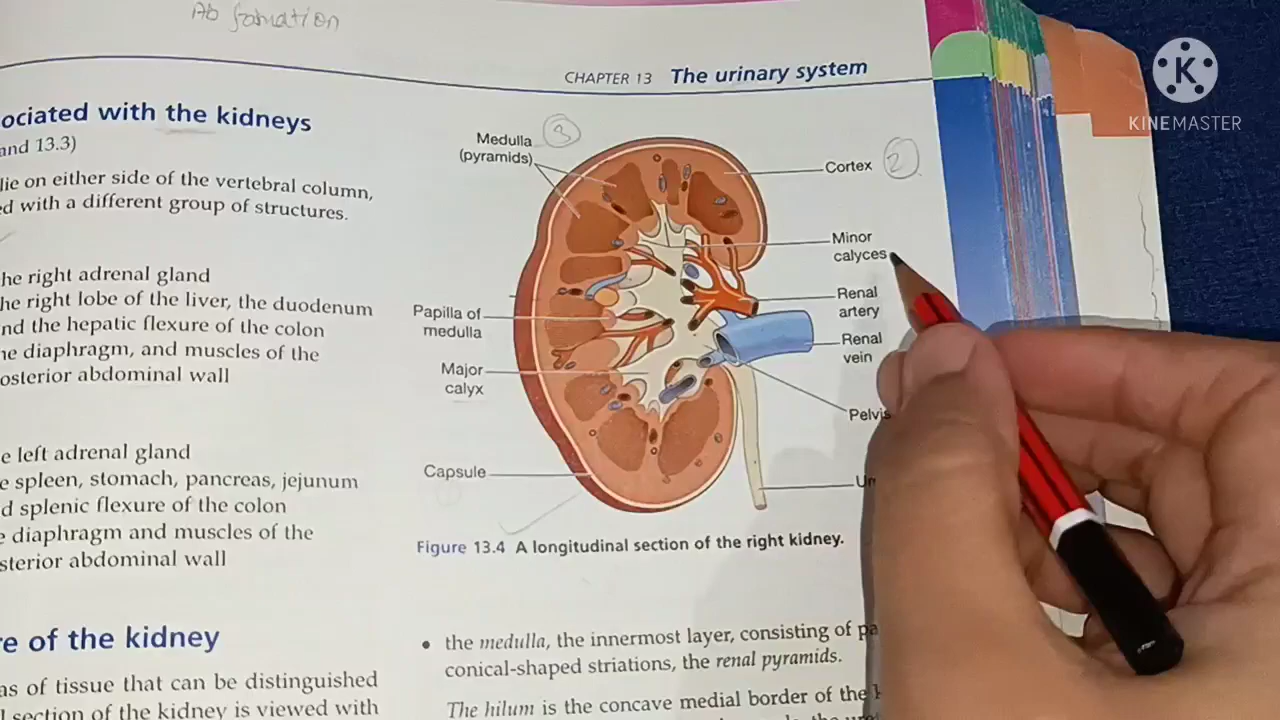 Ab formation
CHAPTER 13 The urinary system
KINEMASTER
ociated with the kidneys
and 13.3)
lie on either side of the vertebral column,
ed with a different group of structures.
he right adrenal gland
he right lobe of the liver, the duodenum
nd the hepatic flexure of the colon
he diaphragm, and muscles of the
osterior abdominal wall
e left adrenal gland
e spleen, stomach, pancreas, jejunum
d splenic flexure of the colon
e diaphragm and muscles of the
sterior abdominal wall
re of the kidney
as of tissue that can be distinguished
l section of the kidney is viewed with
Medulla
(pyramids)
3
Cortex
2
Minor
calyces
Renal
artery
Renal
vein
Papilla of
medulla
Major
calyx
Pelvis
Capsule
Ur
Figure 13.4 A longitudinal section of the right kidney.
• the medulla, the innermost layer, consisting of pa
conical-shaped striations, the renal pyramids.
The hilum is the concave medial border of the k